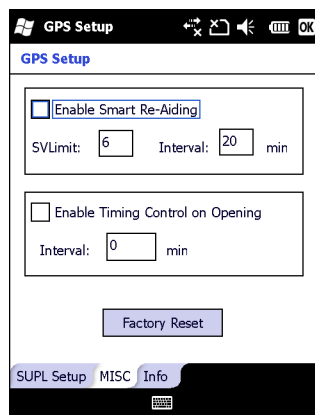 GPS Setup
OK
GPS Setup
Enable Smart Re-Aiding
SVLimit: 6 Interval: 20 min
Enable Timing Control on Opening
Interval: 0 min
Factory Reset
SUPL Setup MISC Info